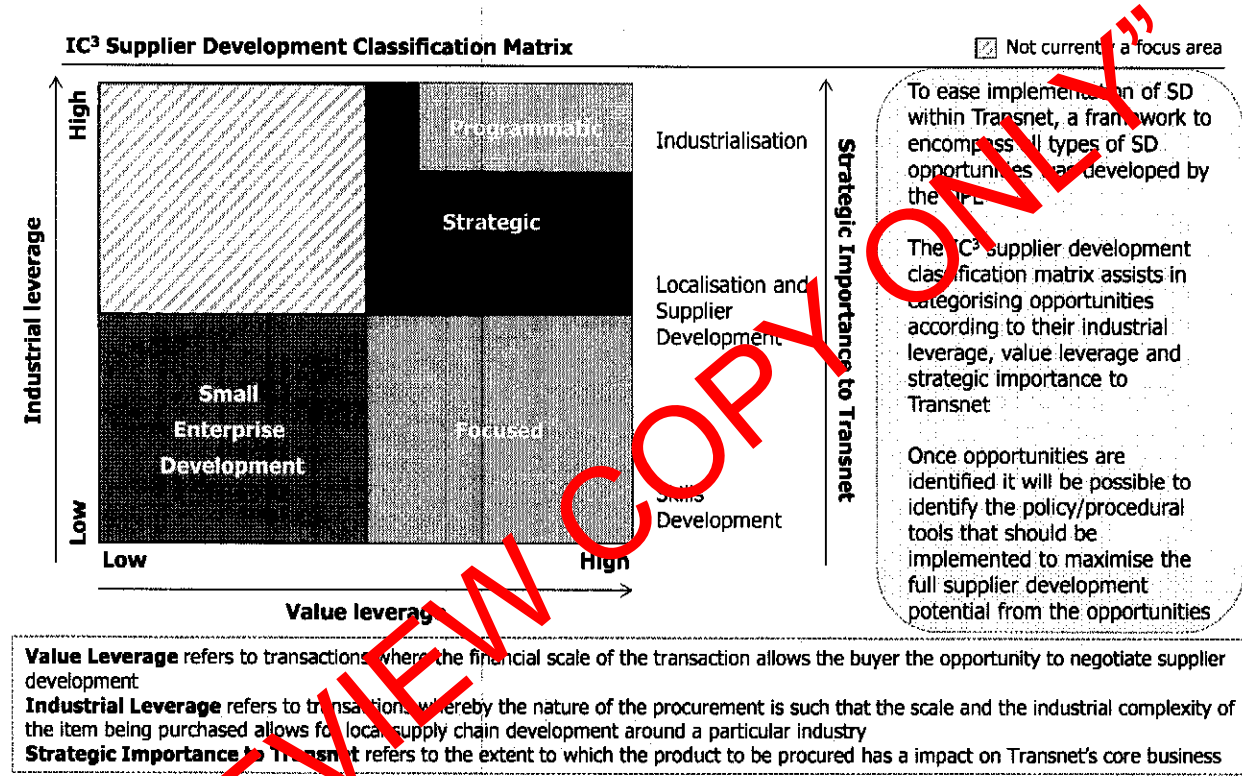 IC³ Supplier Development Classification Matrix
Not currently a focus area
High
Industrial leverage
Low
Programmatic
Strategic
Small
Enterprise
Development
Focused
Low
High
Value leverage
Industrialisation
Localisation and
Supplier
Development
Skills
Development
Strategic Importance to Transnet
To ease implementation of SD
within Transnet, a framework to
encompass all types of SD
opportunities was developed by
the
The IC³ supplier development
classification matrix assists in
categorising opportunities
according to their industrial
leverage, value leverage and
strategic importance to
Transnet
Once opportunities are
identified it will be possible to
identify the policy/procedural
tools that should be
implemented to maximise the
full supplier development
potential from the opportunities
Value Leverage refers to transactions where the financial scale of the transaction allows the buyer the opportunity to negotiate supplier
development
Industrial Leverage refers to transactions whereby the nature of the procurement is such that the scale and the industrial complexity of
the item being purchased allows for local supply chain development around a particular industry
Strategic Importance to Transnet refers to the extent to which the product to be procured has a impact on Transnet's core business
VIEW COPY ONLY”